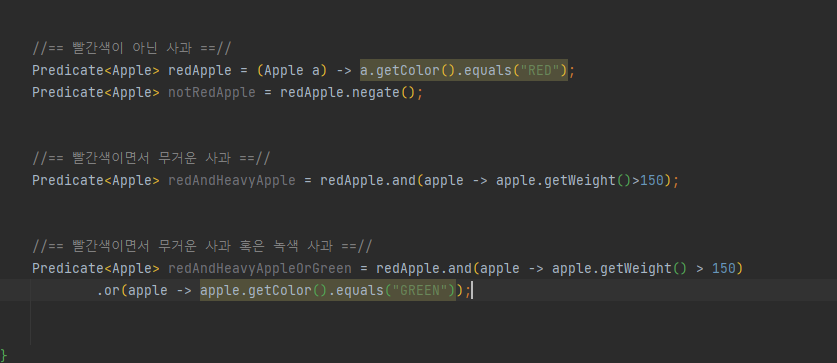 //== 빨간색이 아닌 사과 ==//
Predicate<Apple> redApple = (Apple a) -> a.getColor().equals("RED");
Predicate<Apple> notRedApple = redApple.negate();
//== 빨간색이면서 무거운 사과 ==//
Predicate<Apple> redAndHeavyApple = redApple.and(apple -> apple.getWeight()>150);
//== 빨간색이면서 무거운 사과 혹은 녹색 사과 ==//
Predicate<Apple> redAndHeavyAppleOrGreen = redApple.and(apple -> apple.getWeight() > 150)
.or(apple -> apple.getColor().equals("GREEN"));
}